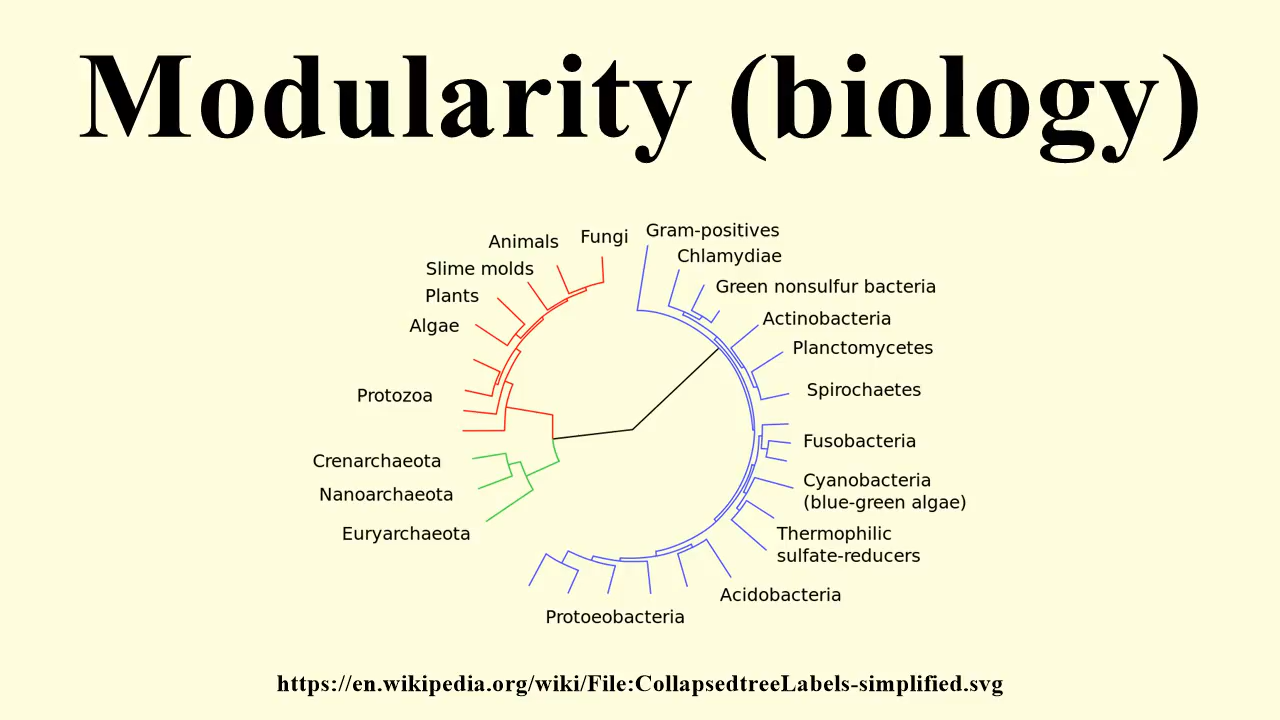 Modularity (biology)
Fungi
Gram-positives
Animals
Chlamydiae
Slime molds
Green nonsulfur bacteria
Plants
Actinobacteria
Algae
Planctomycetes
Spirochaetes
Protozoa
Fusobacteria
Crenarchaeota
Cyanobacteria
(blue-green algae)
Nanoarchaeota
Euryarchaeota
Thermophilic
sulfate-reducers
Acidobacteria
Protoeobacteria
https://en.wikipedia.org/wiki/File:CollapsedtreeLabels-simplified.svg